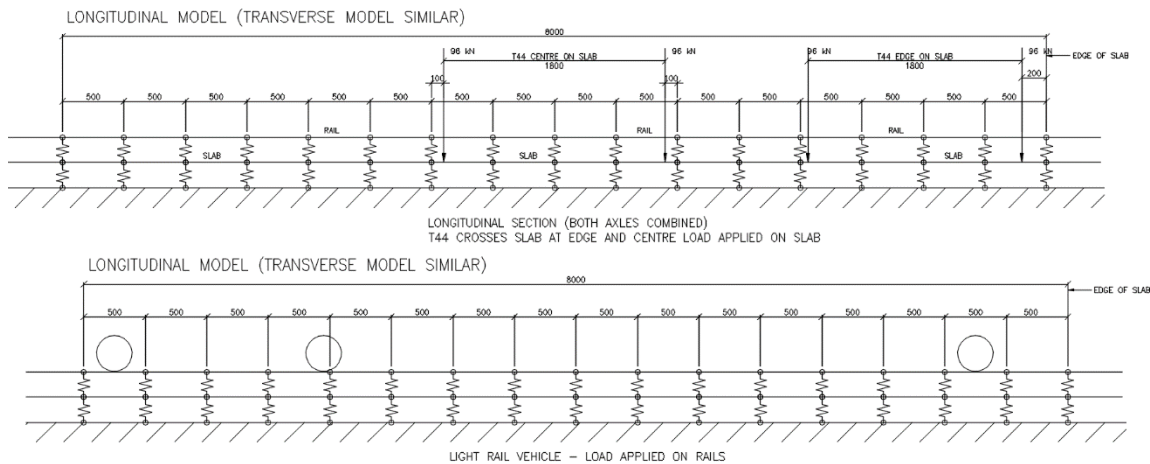 LONGITUDINAL MODEL (TRANSVERSE MODEL SIMILAR)
8000
96 kN T44 CENTRE ON SLAB 96 kN 96 kN T44 EDGE ON SLAB 96 kN EDGE OF SLAB
1800 1800
100 100 200
500 500 500 500 500 500 500 500 500 500 500 500 500 500 500 500
RAIL RAIL RAIL
SLAB SLAB SLAB
LONGITUDINAL SECTION (BOTH AXLES COMBINED)
T44 CROSSES SLAB AT EDGE AND CENTRE LOAD APPLIED ON SLAB
LONGITUDINAL MODEL (TRANSVERSE MODEL SIMILAR)
8000
EDGE OF SLAB
500 500 500 500 500 500 500 500 500 500 500 500 500 500 500 500
LIGHT RAIL VEHICLE – LOAD APPLIED ON RAILS